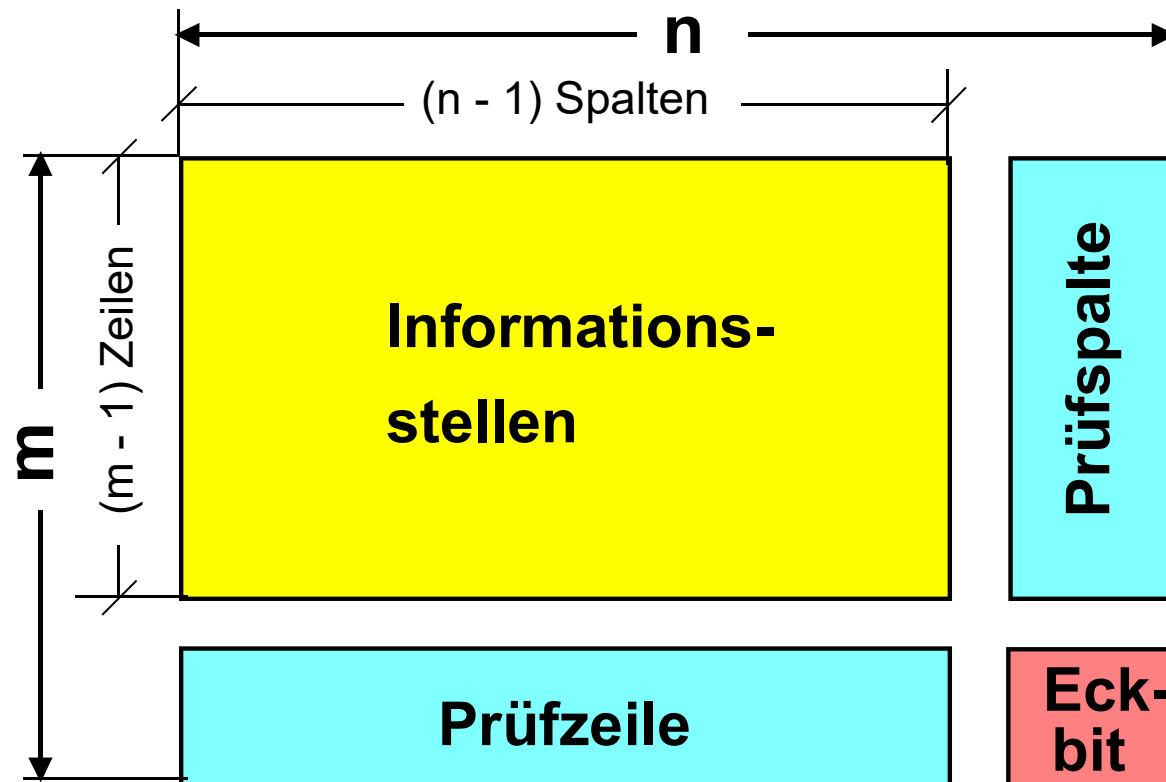 n
(n - 1) Spalten
m
(m - 1) Zeilen
Informations-
stellen
Prüfspalte
Prüfzeile
Eck-
bit